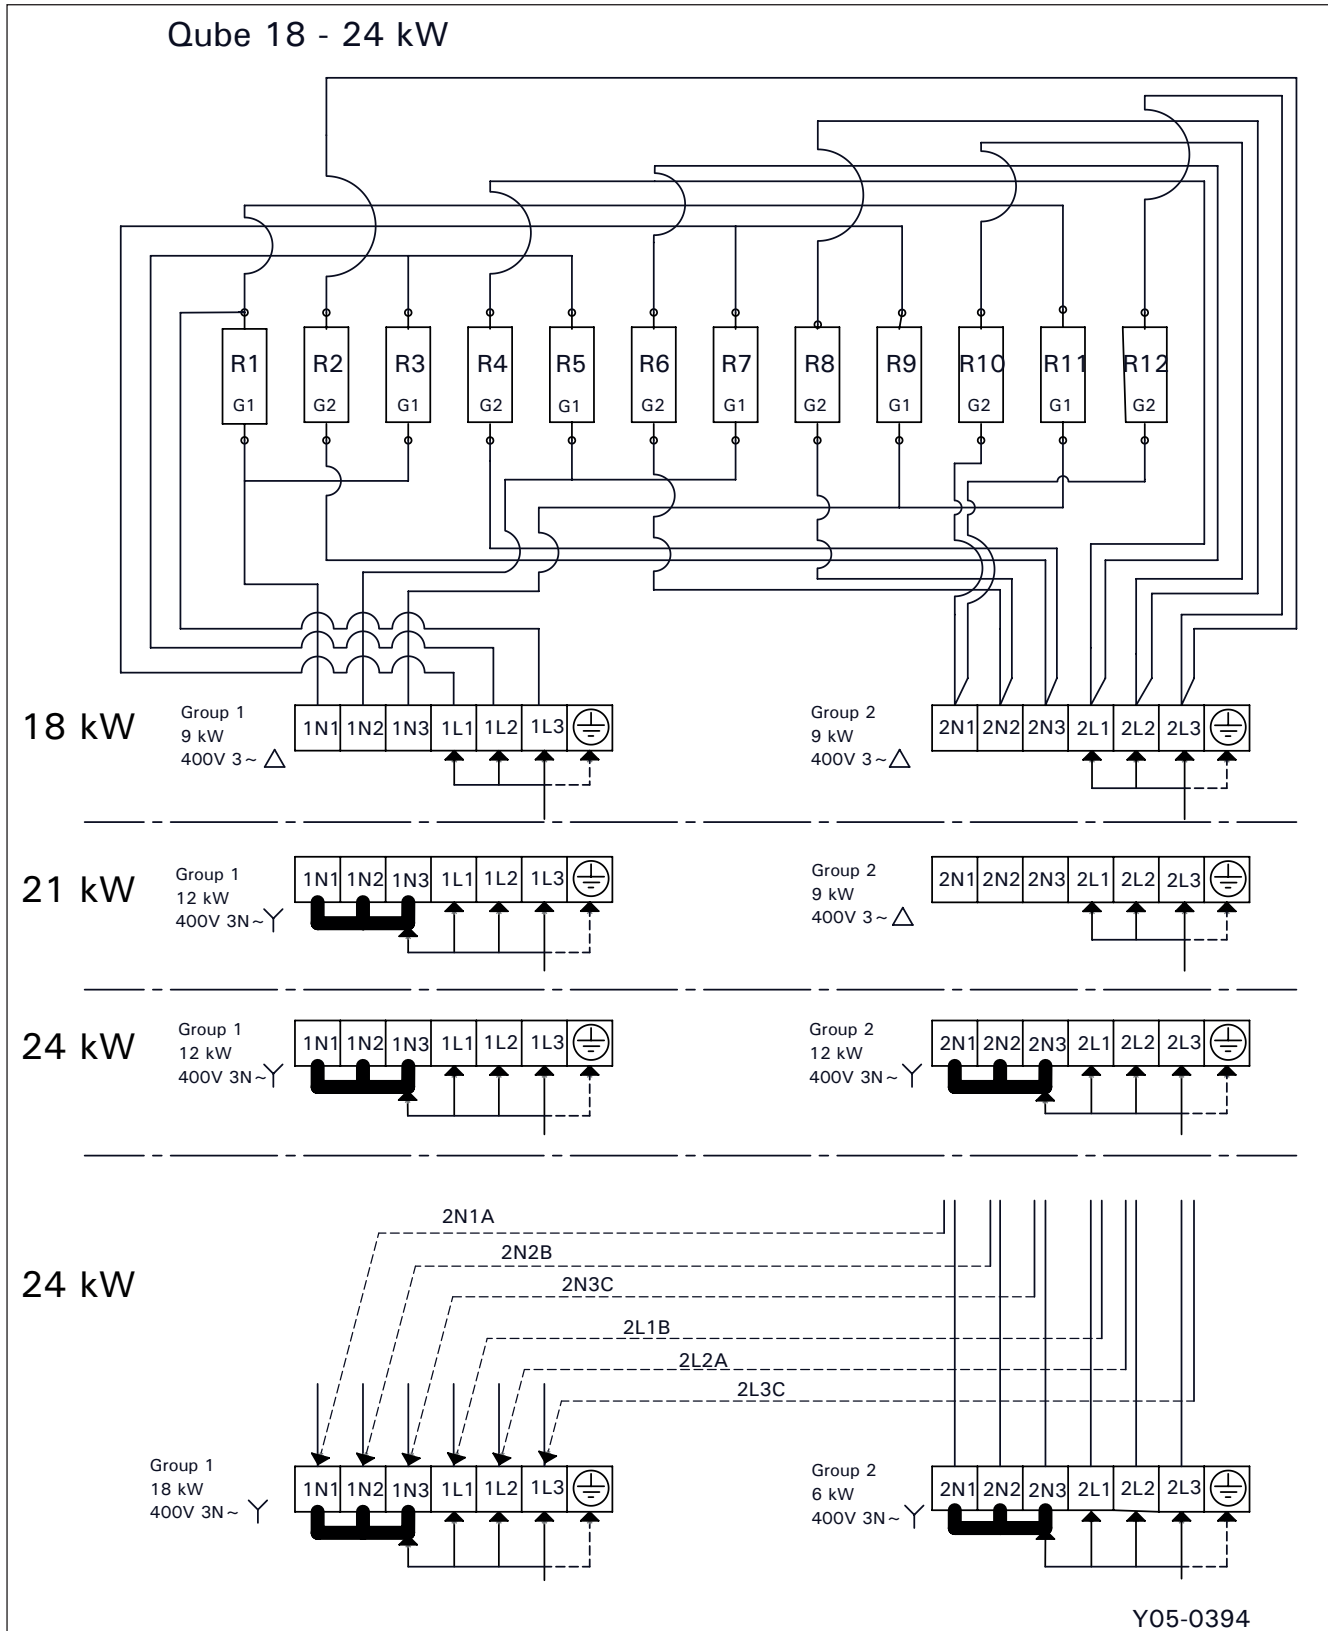 Qube 18 - 24 kW
R1 R2 R3 R4 R5 R6 R7 R8 R9 R10 R11 R12
G1 G2 G1 G2 G1 G2 G1 G2 G1 G2 G1 G2
18 kW
Group 1
9 kW
400V 3~
1N1 1N2 1N3 1L1 1L2 1L3
Group 2
9 kW
400V 3~
2N1 2N2 2N3 2L1 2L2 2L3
21 kW
Group 1
12 kW
400V 3N~
1N1 1N2 1N3 1L1 1L2 1L3
Group 2
9 kW
400V 3~
2N1 2N2 2N3 2L1 2L2 2L3
24 kW
Group 1
12 kW
400V 3N~
1N1 1N2 1N3 1L1 1L2 1L3
Group 2
12 kW
400V 3N~
2N1 2N2 2N3 2L1 2L2 2L3
24 kW
2N1A
2N2B
2N3C
2L1B
2L2A
2L3C
Group 1
18 kW
400V 3N~
1N1 1N2 1N3 1L1 1L2 1L3
Group 2
6 kW
400V 3N~
2N1 2N2 2N3 2L1 2L2 2L3
Y05-0394